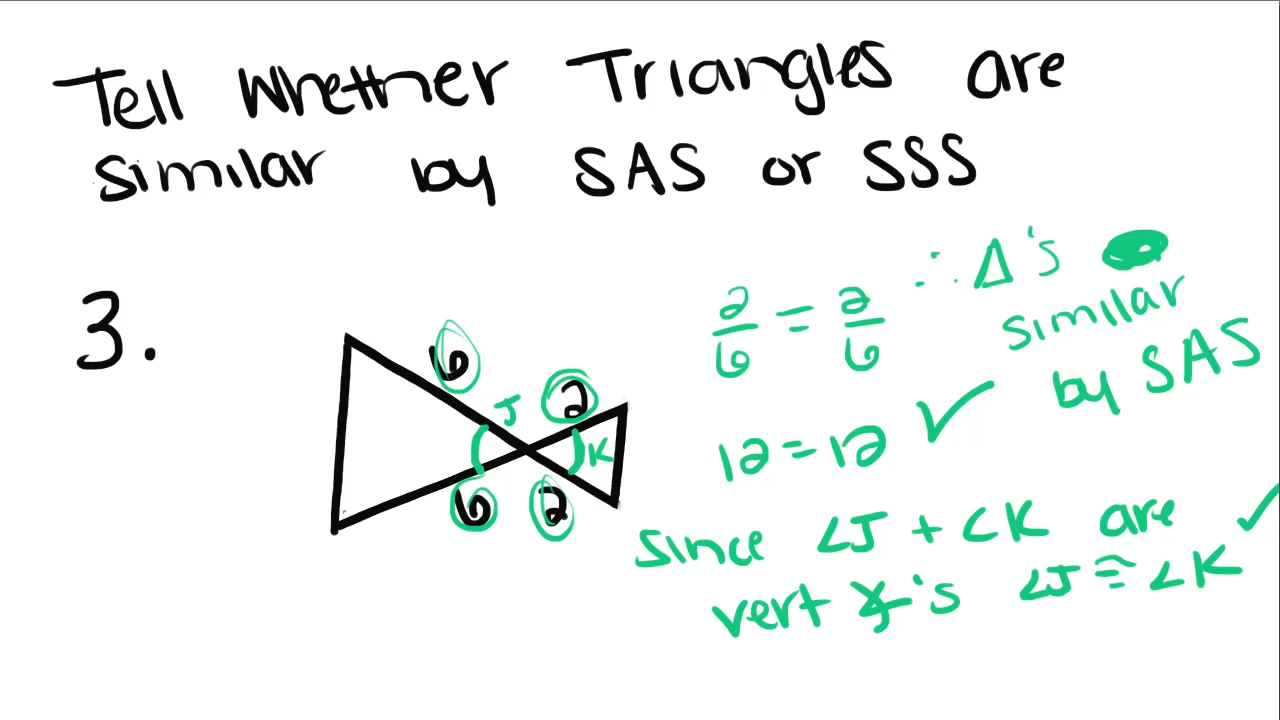 Tell Whether Triangles are
similar by SAS or SSS
3.
6
2
J
K
6
2
2/6 = 2/6
∴ Δ's
similar
by SAS
12 = 12 ✓
since ∠J + ∠K are
vert ∡'s ∠J ≅ ∠K ✓